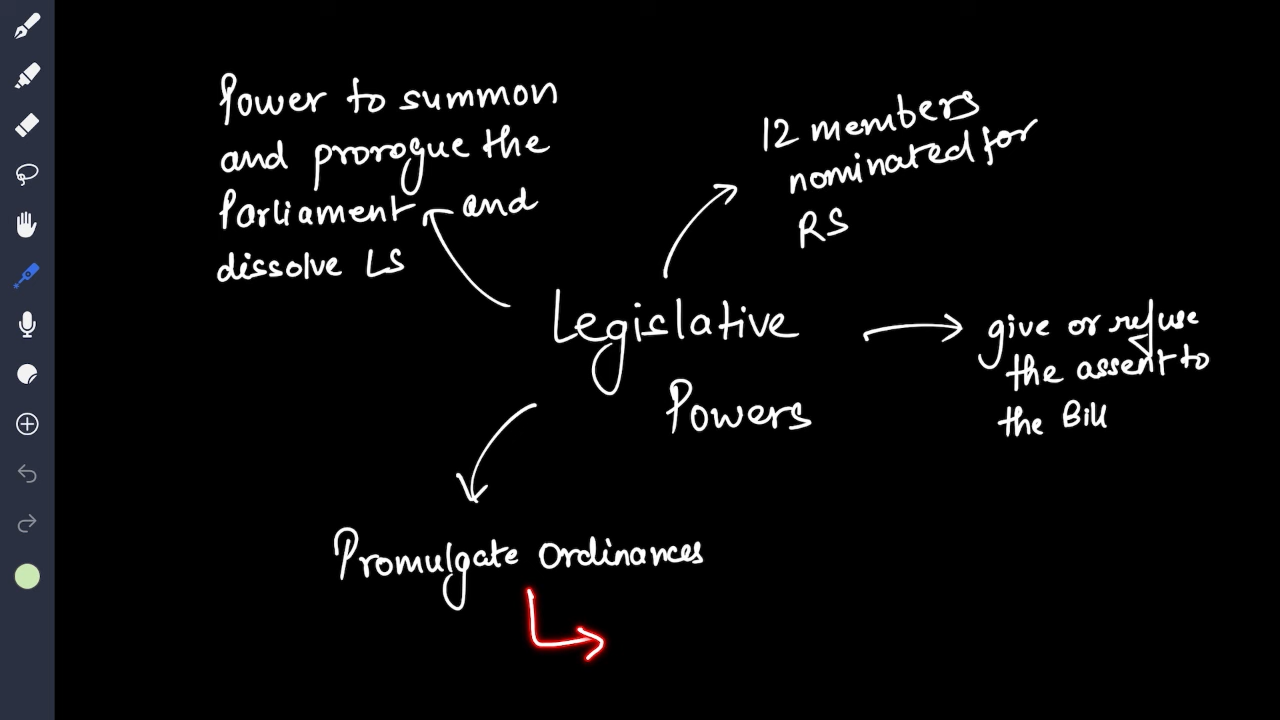 Power to summon
and prorogue the
Parliament and
dissolve LS
12 members
nominated for
RS
Legislative
Powers
give or refuse
the assent to
the Bill
Promulgate Ordinances